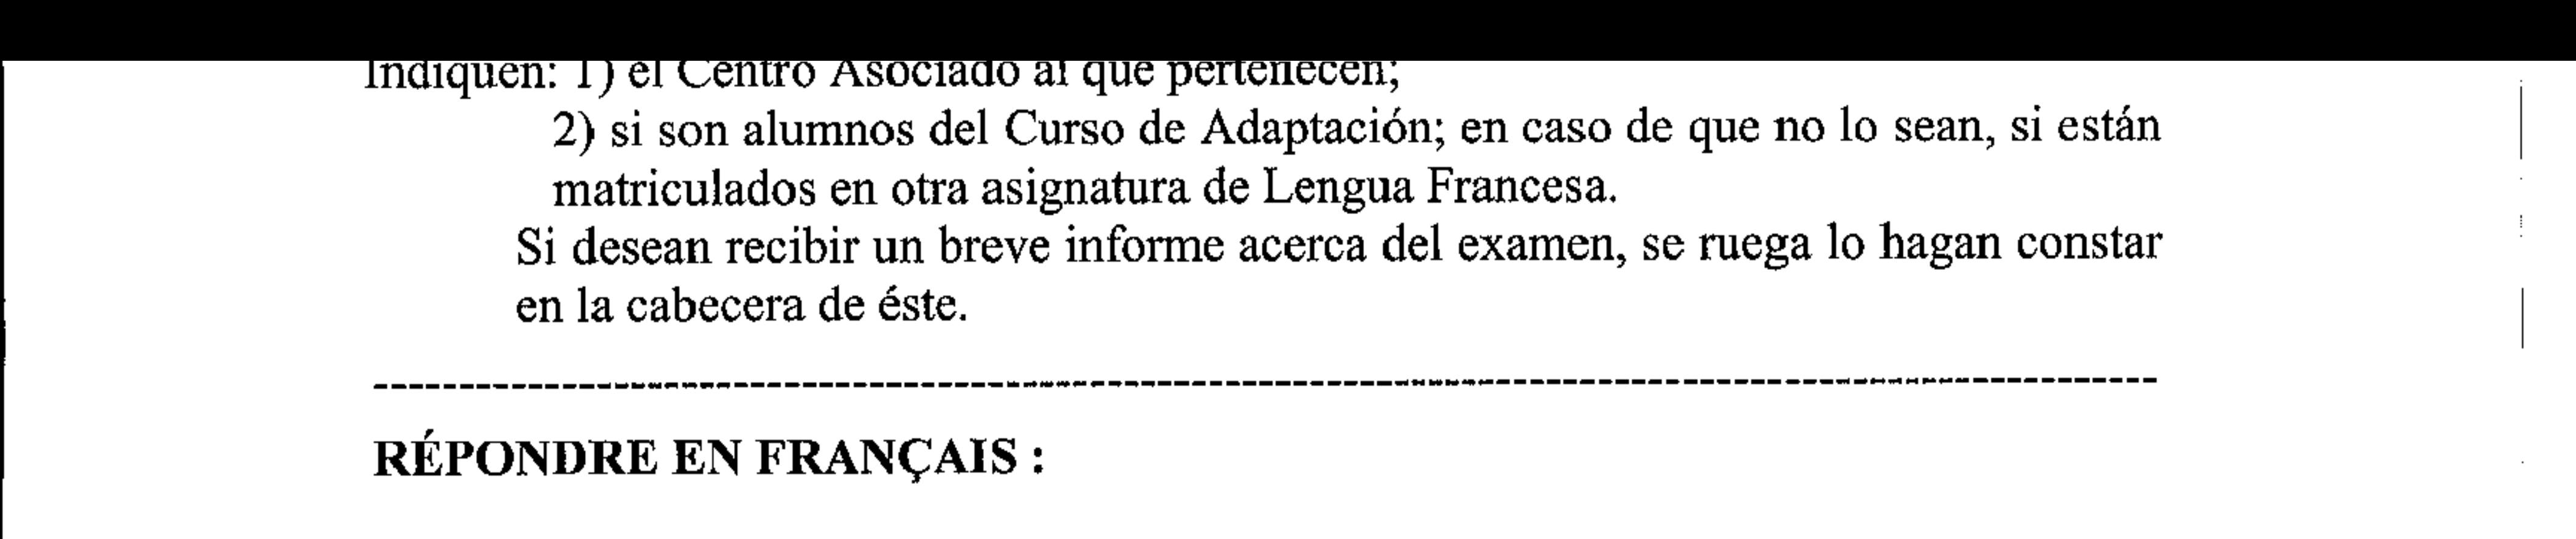 Indiquen: 1) el Centro Asociado al que pertenecen;
2) si son alumnos del Curso de Adaptación; en caso de que no lo sean, si están
matriculados en otra asignatura de Lengua Francesa.
Si desean recibir un breve informe acerca del examen, se ruega lo hagan constar
en la cabecera de éste.
RÉPONDRE EN FRANÇAIS :